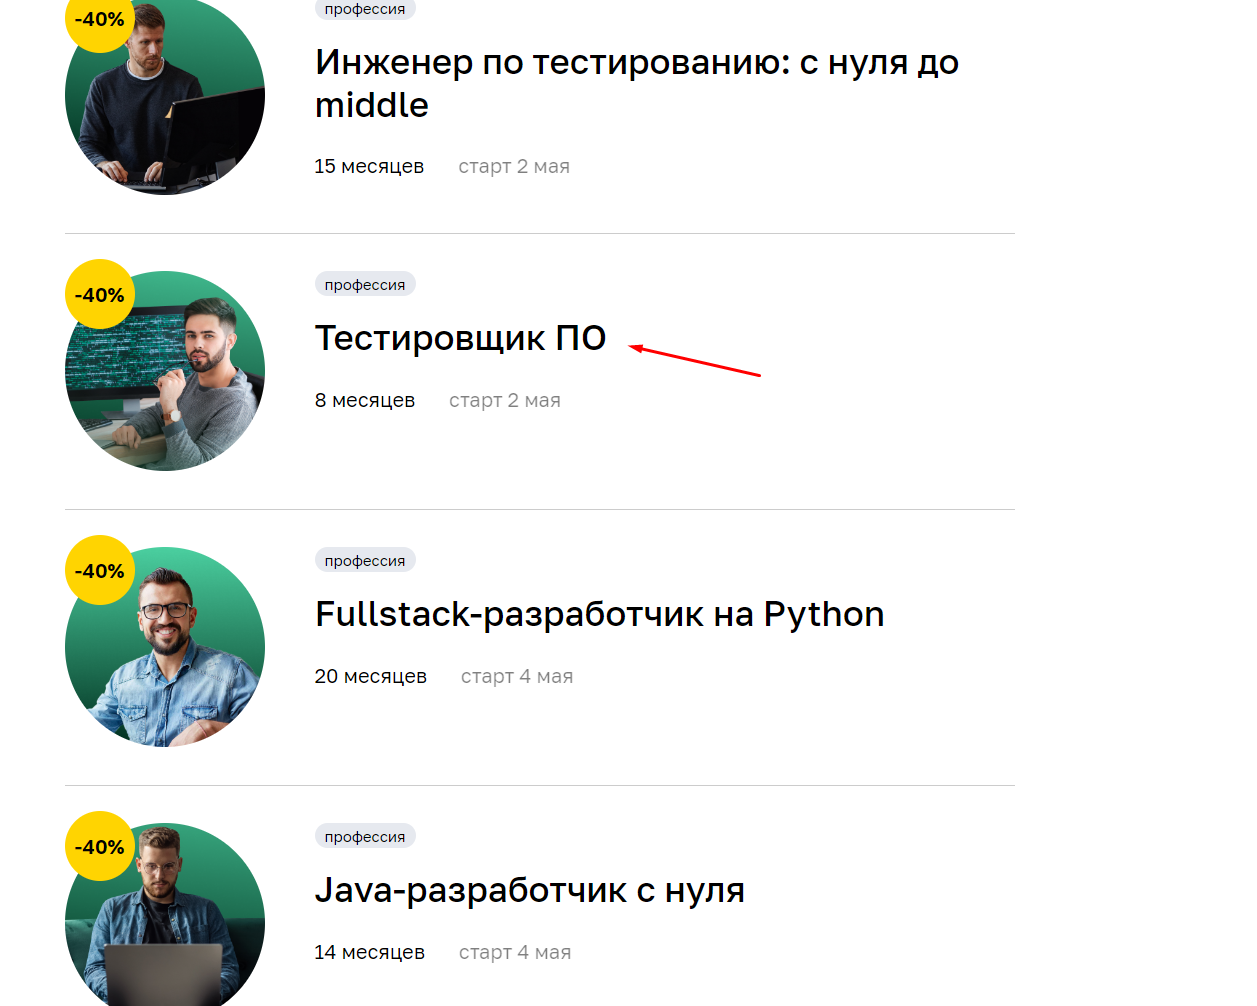 -40%
профессия
Инженер по тестированию: с нуля до
middle
15 месяцев старт 2 мая
-40%
профессия
Тестировщик ПО
8 месяцев старт 2 мая
-40%
профессия
Fullstack-разработчик на Python
20 месяцев старт 4 мая
-40%
профессия
Java-разработчик с нуля
14 месяцев старт 4 мая